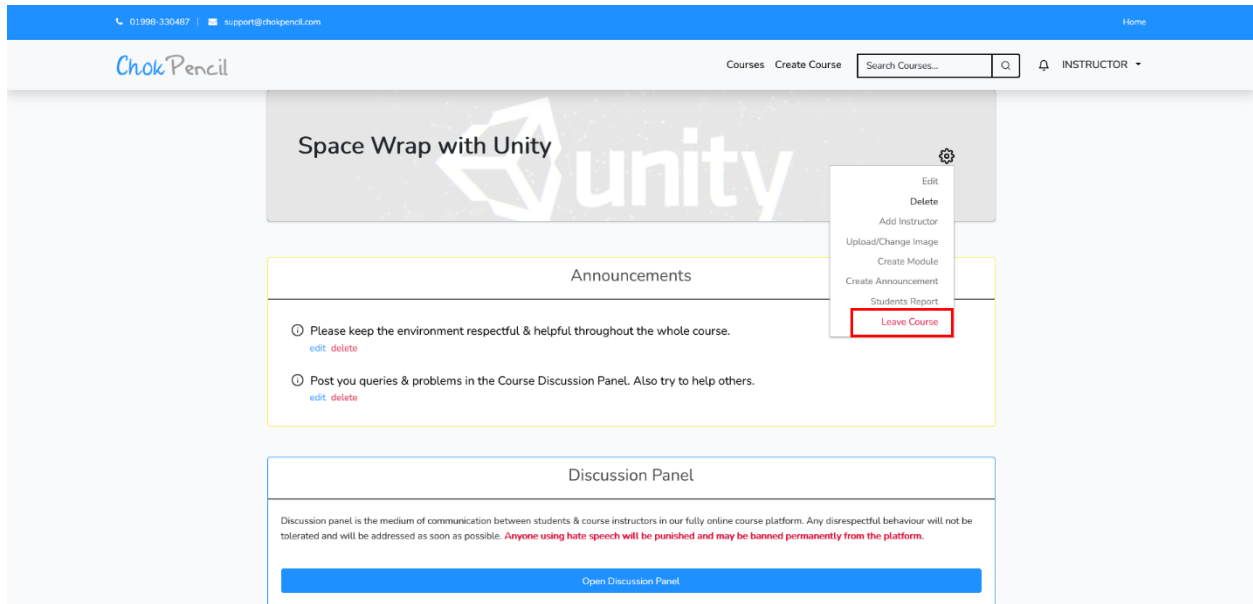 01998-330487 | support@chokpencil.com Home
ChokPencil Courses Create Course Search Courses... INSTRUCTOR
Space Wrap with Unity
unity
Edit
Delete
Add Instructor
Upload/Change Image
Create Module
Create Announcement
Students Report
Leave Course
Announcements
Please keep the environment respectful & helpful throughout the whole course.
edit delete
Post you queries & problems in the Course Discussion Panel. Also try to help others.
edit delete
Discussion Panel
Discussion panel is the medium of communication between students & course instructors in our fully online course platform. Any disrespectful behaviour will not be
tolerated and will be addressed as soon as possible. Anyone using hate speech will be punished and may be banned permanently from the platform.
Open Discussion Panel